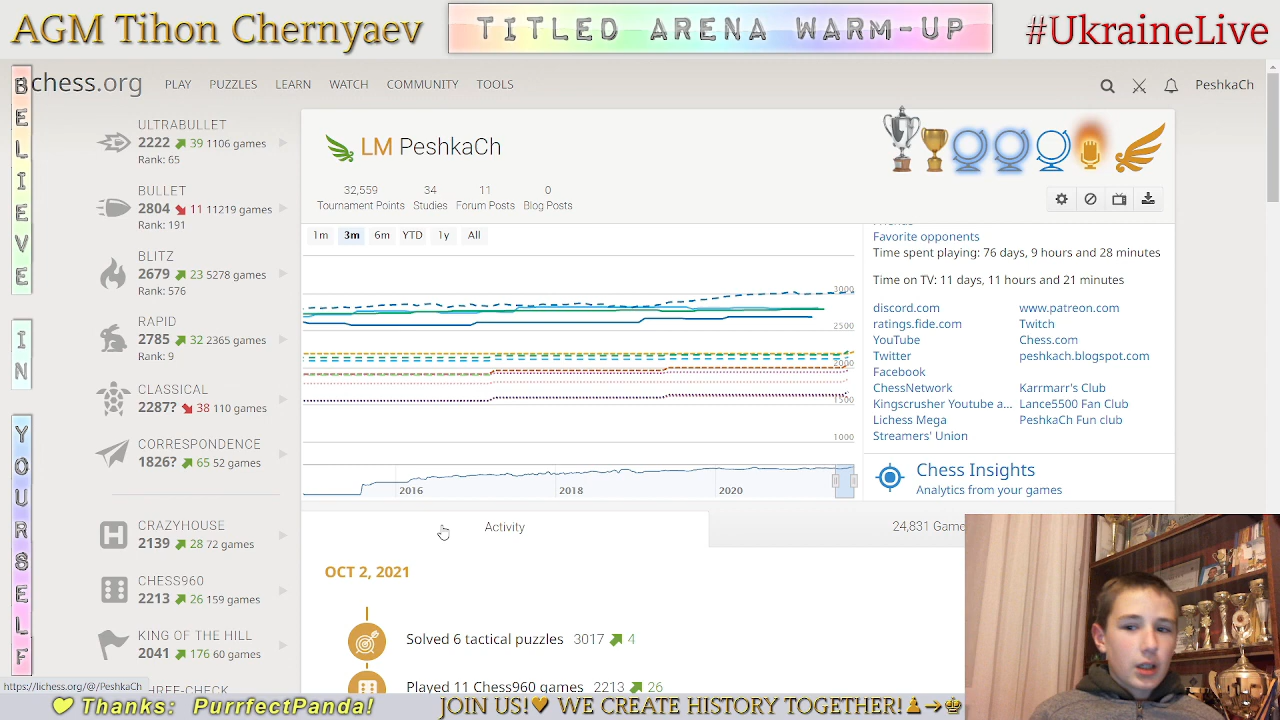 AGM Tihon Chernyaev
TITLED ARENA WARM-UP
#UkraineLive
BELIEVE
IN
YOURSELF
lichess.org
PLAY
PUZZLES
LEARN
WATCH
COMMUNITY
TOOLS
PeshkaCh
ULTRABULLET
2222 39 1106 games
Rank: 65
BULLET
2804 11 11219 games
Rank: 191
BLITZ
2679 23 5278 games
Rank: 576
RAPID
2785 32 2365 games
Rank: 9
CLASSICAL
2287? 38 110 games
CORRESPONDENCE
1826? 65 52 games
CRAZYHOUSE
2139 28 72 games
CHESS960
2213 26 159 games
KING OF THE HILL
2041 176 60 games
THREE-CHECK
https://lichess.org/@/PeshkaCh
LM PeshkaCh
32,559
Tournament Points
34
Studies
11
Forum Posts
0
Blog Posts
1m 3m 6m YTD 1y All
3000
2500
2000
1500
1000
2016 2018 2020
Friends
Favorite opponents
Time spent playing: 76 days, 9 hours and 28 minutes
Time on TV: 11 days, 11 hours and 21 minutes
discord.com www.patreon.com
ratings.fide.com Twitch
YouTube Chess.com
Twitter peshkach.blogspot.com
Facebook
ChessNetwork Karrmarr's Club
Kingscrusher Youtube a... Lance5500 Fan Club
Lichess Mega PeshkaCh Fun club
Streamers' Union
Chess Insights
Analytics from your games
Activity
24,831 Game
OCT 2, 2021
Solved 6 tactical puzzles 3017 4
Played 11 Chess960 games 2213 26
Thanks: PurrfectPanda!
JOIN US! WE CREATE HISTORY TOGETHER!